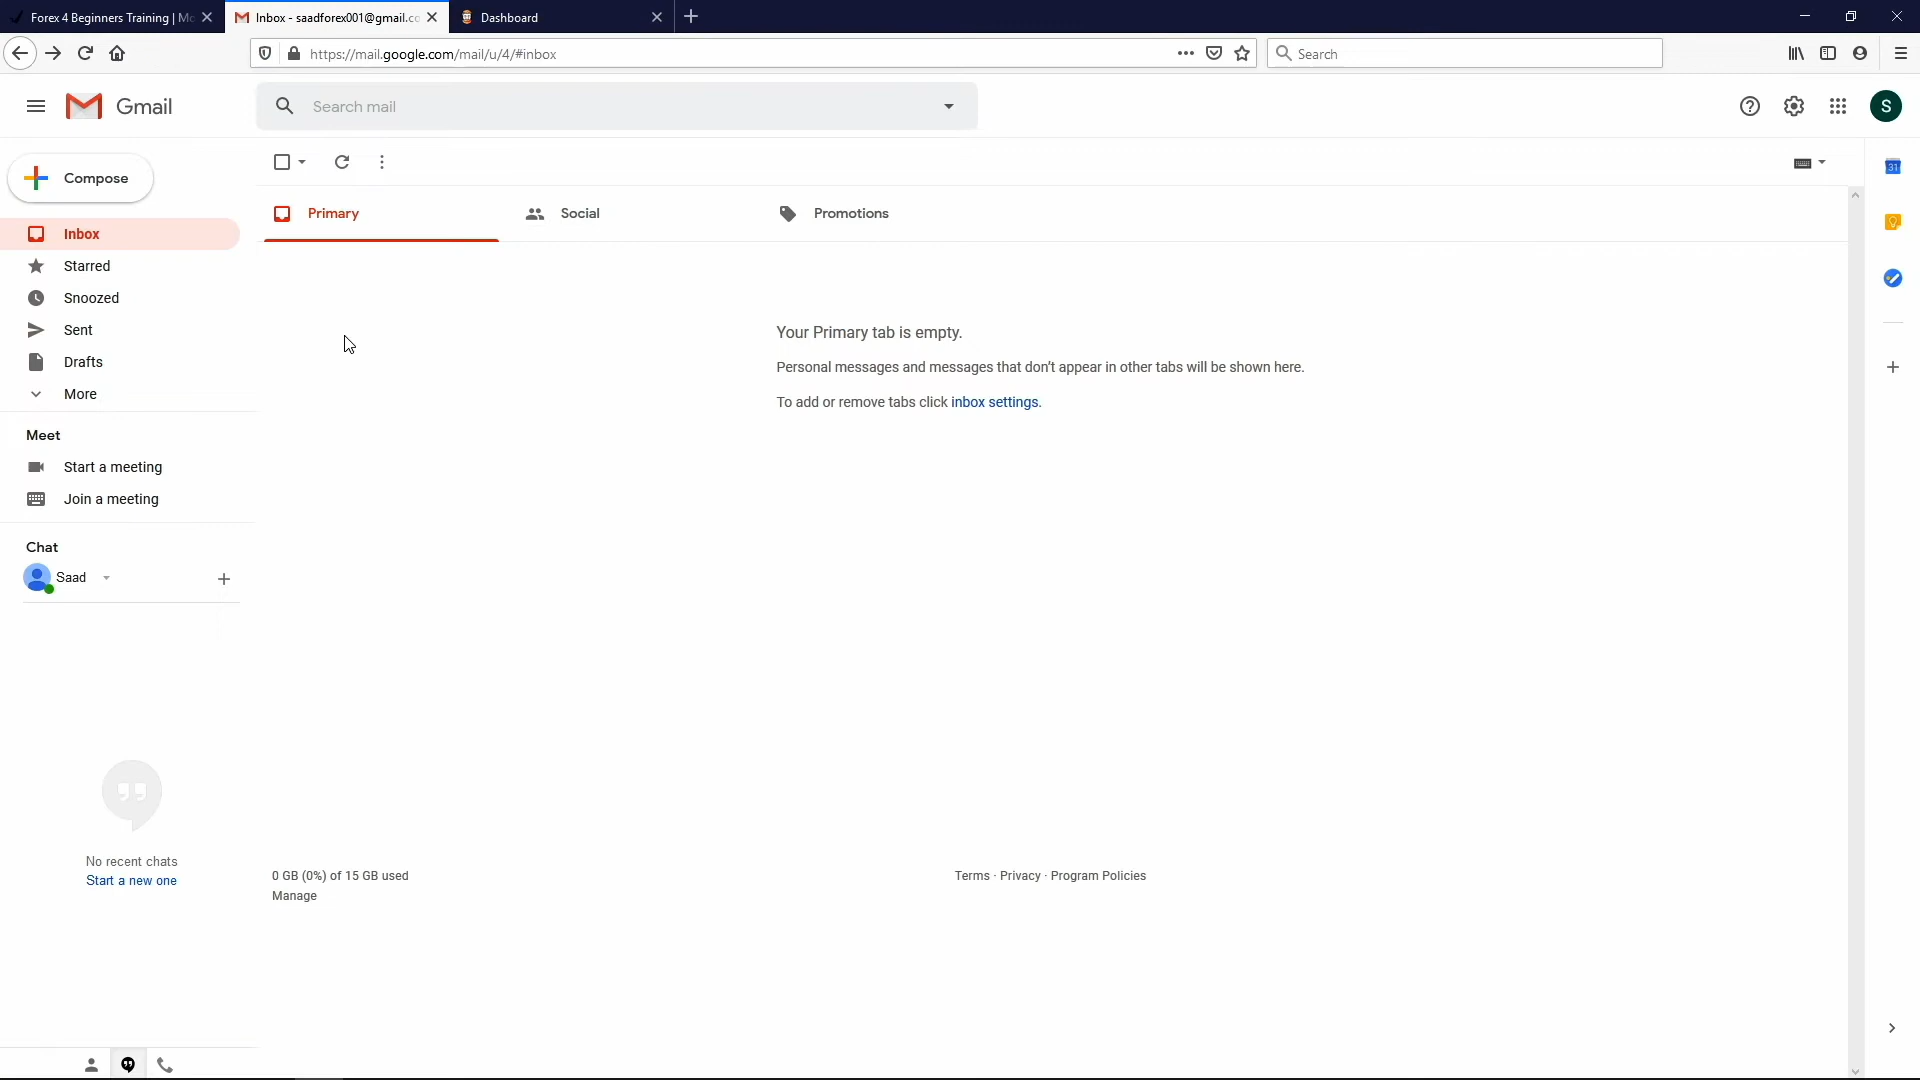 Forex 4 Beginners Training | Mo
Inbox - saadforex001@gmail.co
Dashboard
https://mail.google.com/mail/u/4/#inbox
Search
Gmail
Search mail
S
Compose
Primary
Social
Promotions
31
Inbox
Starred
Snoozed
Sent
Drafts
More
Your Primary tab is empty.
Personal messages and messages that don't appear in other tabs will be shown here.
To add or remove tabs click inbox settings.
Meet
Start a meeting
Join a meeting
Chat
Saad
No recent chats
Start a new one
0 GB (0%) of 15 GB used
Manage
Terms · Privacy · Program Policies